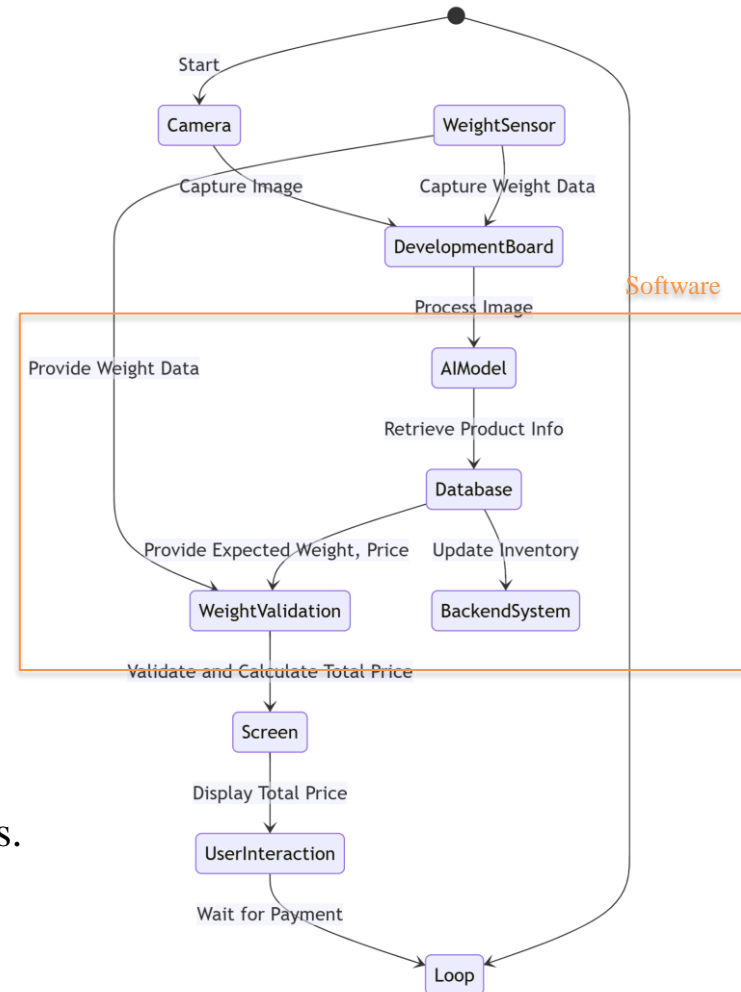 Start
Camera
WeightSensor
Capture Image
Capture Weight Data
DevelopmentBoard
Software
Process Image
Provide Weight Data
AIModel
Retrieve Product Info
Database
Provide Expected Weight, Price
Update Inventory
WeightValidation
BackendSystem
Validate and Calculate Total Price
Screen
Display Total Price
s.
UserInteraction
Wait for Payment
Loop